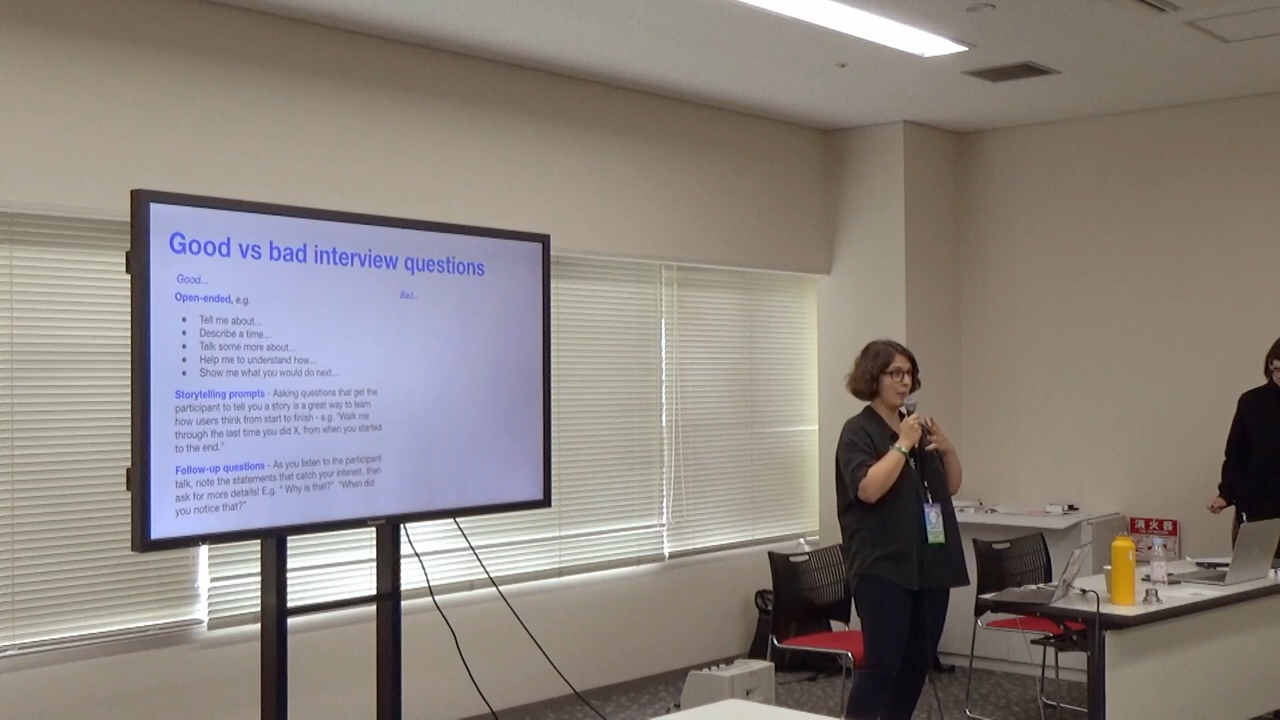 Good vs bad interview questions
Good...
Bad...
Open-ended, e.g.
● Tell me about...
● Describe a time...
● Talk some more about...
● Help me to understand how...
● Show me what you would do next...
Storytelling prompts - Asking questions that get the
participant to tell you a story is a great way to learn
how users think from start to finish - e.g. "Walk me
through the last time you did X, from when you started
to the end."
Follow-up questions - As you listen to the participant
talk, note the statements that catch your interest, then
ask for more details! E.g. " Why is that?" "When did
you notice that?"
消火器